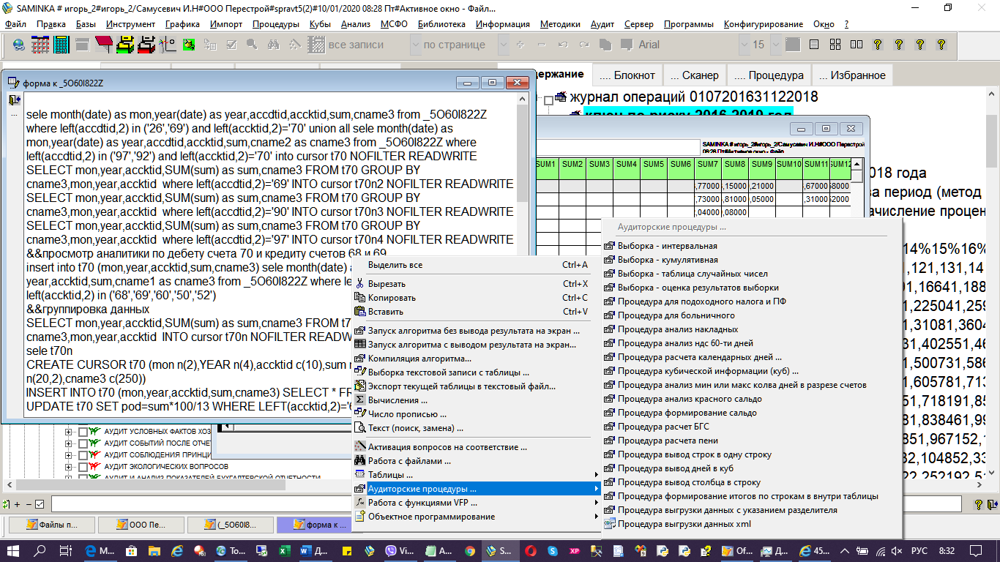 SAMINKA # игорь_2#игорь_2/Самусевич И.Н#ООО Перестрой#spravt5(2)#10/01/2020 08:28 Пт#Активное окно - Файл...
Файл Правка Базы Инструмент Графика Импорт Процедуры Кубы Анализ МСФО Библиотека Информация Методики Аудит Сервер Программы Конфигурирование Окно ?
все записи по странице Arial 15
держание .... Блокнот ... Сканер .... Процедура ... Избранное
журнал операций 0107201631122018
ключ по риску 2016-2019 год
форма к _5O60I822Z
sele month(date) as mon,year(date) as year,accdtid,accktid,sum,cname3 from _5O60I822Z
where left(accdtid,2) in ('26','69') and left(accktid,2)='70' union all sele month(date) as
mon,year(date) as year,accdtid,accktid,sum,cname2 as cname3 from _5O60I822Z where
left(accdtid,2) in ('97','92') and left(accktid,2)='70' into cursor t70 NOFILTER READWRITE
SELECT mon,year,accktid,SUM(sum) as sum,cname3 FROM t70 GROUP BY
cname3,mon,year,accktid  where left(accdtid,2)='69' INTO cursor t70n2 NOFILTER READWRITE
SELECT mon,year,accktid,SUM(sum) as sum,cname3 FROM t70 GROUP BY
cname3,mon,year,accktid  where left(accdtid,2)='90' INTO cursor t70n3 NOFILTER READWRITE
SELECT mon,year,accktid,SUM(sum) as sum,cname3 FROM t70 GROUP BY
cname3,mon,year,accktid  where left(accdtid,2)='97' INTO cursor t70n4 NOFILTER READWRITE
&&просмотр аналитики по дебету счета 70 и кредиту счетов 68 и 69
insert into t70 (mon,year,accktid,sum,cname3) sele month(date) a
year,accktid,sum,cname1 as cname3 from _5O60I822Z where le
left(accktid,2) in ('68','69','60','50','52')
&&группировка данных
SELECT mon,year,accktid,SUM(sum) as sum,cname3 FROM t7
cname3,mon,year,accktid  INTO cursor t70n NOFILTER READW
sele t70n
CREATE CURSOR t70 (mon n(2),YEAR n(4),accktid c(10),sum n
n(20,2),cname3 c(250))
INSERT INTO t70 (mon,year,accktid,sum,cname3) SELECT * FR
UPDATE t70 SET pod=sum*100/13 WHERE LEFT(accktid,2)='6
SAMINKA # игорь_2#игорь_2/Самусевич И.Н#ООО Перестрой
08:28 Пт#Активное окно - Файл
SUM1 SUM2 SUM3 SUM4 SUM5 SUM6 SUM7 SUM8 SUM9 SUM10 SUM11 SUM12
,77000 ,15000 ,21000 ,67000 68000
,73000 ,81000 ,05000 ,31000 62000
,04000 ,08000
018 года
за период (метод
ачисление процен
14%15%16%
1,121,131,14
01,16641,188
1,225041,259
1,31081,3604
1,402551,46
1,500731,586
1,605781,713
51,718191,85
81,838461,99
851,967152,1
32,104852,33
22,252192,51
Выделить все Ctrl+A
Вырезать Ctrl+X
Копировать Ctrl+C
Вставить Ctrl+V
Запуск алгоритма без вывода результата на экран ...
Запуск алгоритма с выводом результата на экран...
Компиляция алгоритма...
Выборка текстовой записи с таблицы ...
Экспорт текущей таблицы в текстовый файл...
Вычисления ...
Число прописью ...
Текст (поиск, замена) ...
Активация вопросов на соответствие ...
Работа с файлами ...
Таблицы ...
Аудиторские процедуры ...
Работа с функциями VFP ...
Объектное программирование
Аудиторские процедуры ...
Выборка - интервальная
Выборка - кумулятивная
Выборка - таблица случайных чисел
Выборка - оценка результатов выборки
Процедура для подоходного налога и ПФ
Процедура для больничного
Процедура анализ накладных
Процедура анализ ндс 60-ти дней
Процедура расчета календарных дней ...
Процедура кубической информации (куб) ...
Процедура анализ мин или макс колва дней в разрезе счетов
Процедура анализ красного сальдо
Процедура формирование сальдо
Процедура расчет БГС
Процедура расчета пени
Процедура вывод строк в одну строку
Процедура вывод дней в куб
Процедура вывод столбца в строку
Процедура формирование итогов по строкам в внутри таблицы
Процедура выгрузки данных с указанием разделителя
Процедура выгрузки данных xml
АУДИТ УСЛОВНЫХ ФАКТОВ ХОЗ
АУДИТ СОБЫТИЙ ПОСЛЕ ОТЧЕТ
АУДИТ СОБЛЮДЕНИЯ ПРИНЦИ
АУДИТ ЭКОЛОГИЧЕСКИХ ВОПРОСОВ
АУДИТ И АНАЛИЗ ПОКАЗАТЕЛЕЙ БУХГАЛТЕРСКОЙ ОТЧЕТНОСТИ
Файлы п... ООО Пе... (_5O60I8... форма к ...
М... To... Д... Vi... A... S... Of... Д... 45... РУС 8:32